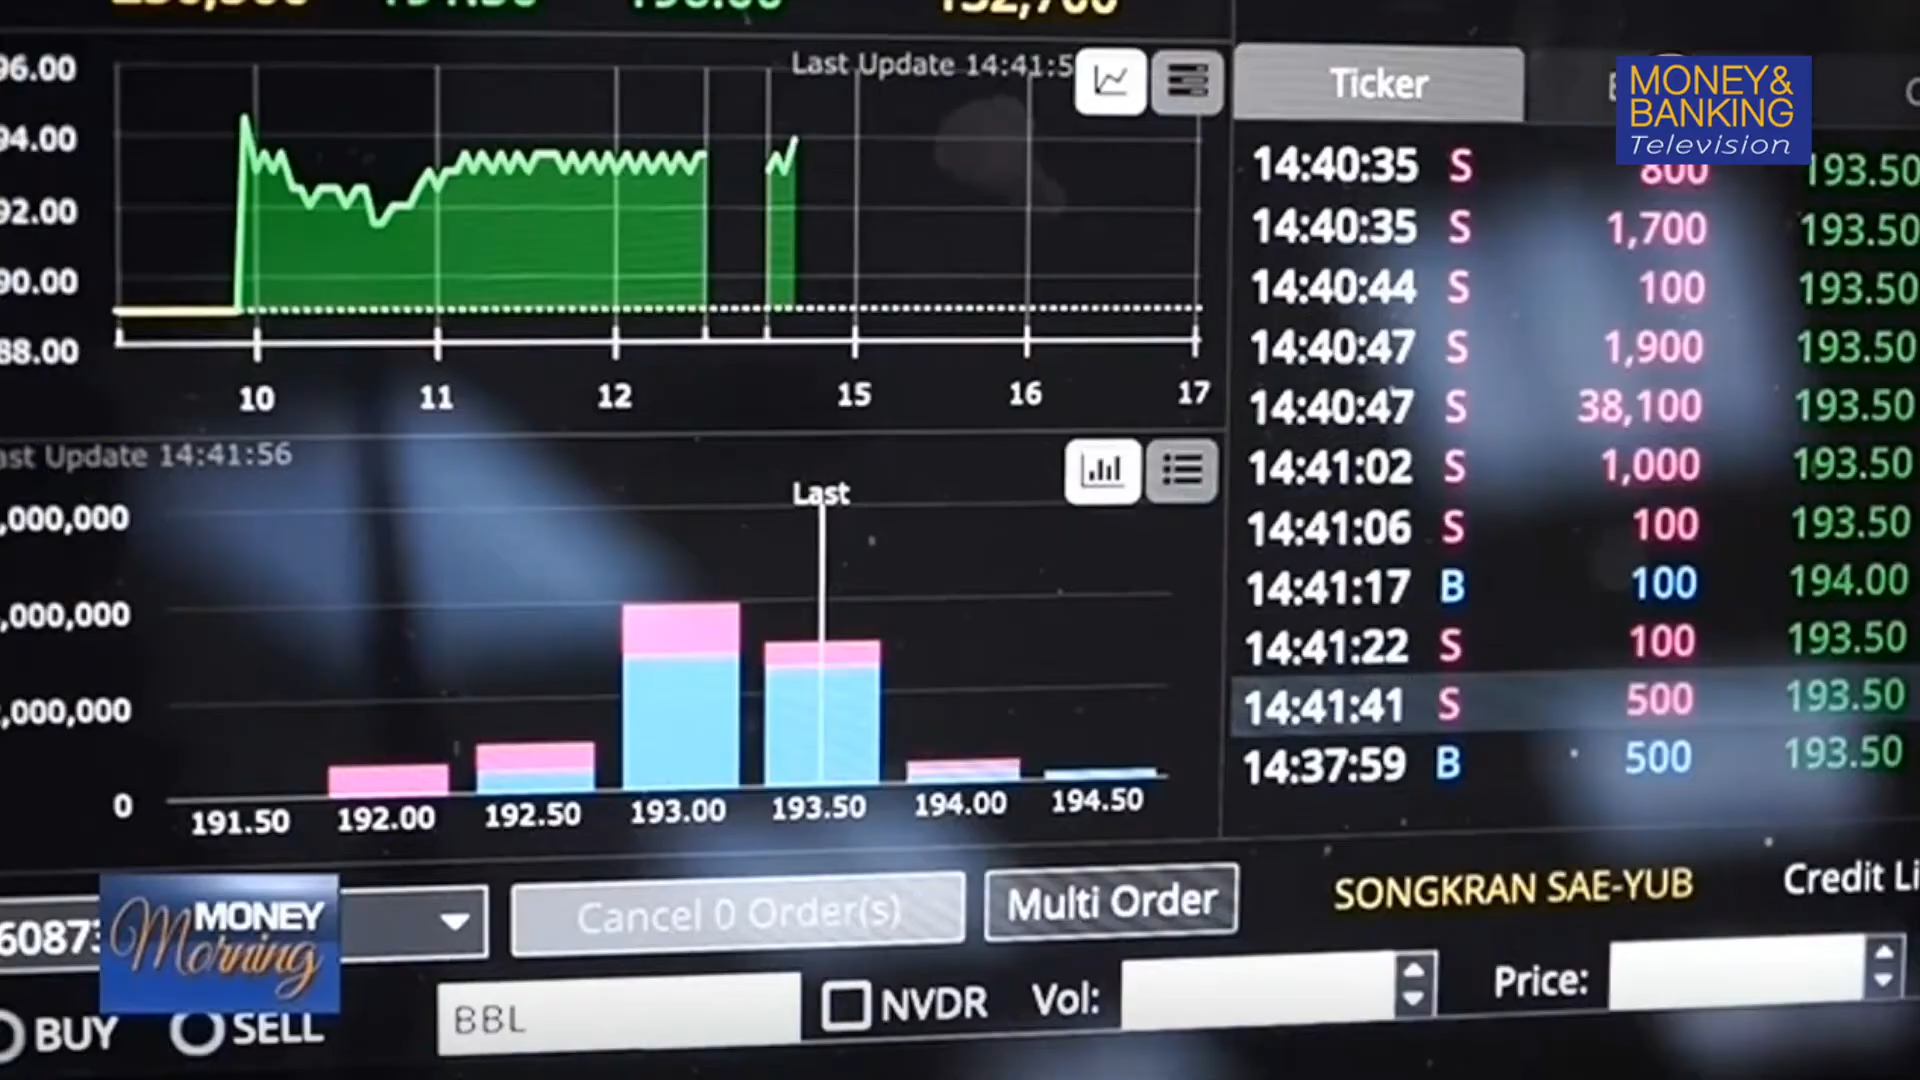 Last Update 14:41:5
96.00
94.00
92.00
90.00
88.00
10 11 12 15 16 17
Ticker
MONEY&
BANKING
Television
14:40:35 S 800 193.50
14:40:35 S 1,700 193.50
14:40:44 S 100 193.50
14:40:47 S 1,900 193.50
14:40:47 S 38,100 193.50
14:41:02 S 1,000 193.50
14:41:06 S 100 193.50
14:41:17 B 100 194.00
14:41:22 S 100 193.50
14:41:41 S 500 193.50
14:37:59 B 500 193.50
ast Update 14:41:56
Last
,000,000
,000,000
,000,000
0
191.50 192.00 192.50 193.00 193.50 194.00 194.50
6087
MONEY
Morning
Cancel 0 Order(s)
Multi Order
SONGKRAN SAE-YUB
Credit Li
BUY SELL
BBL
NVDR
Vol:
Price: